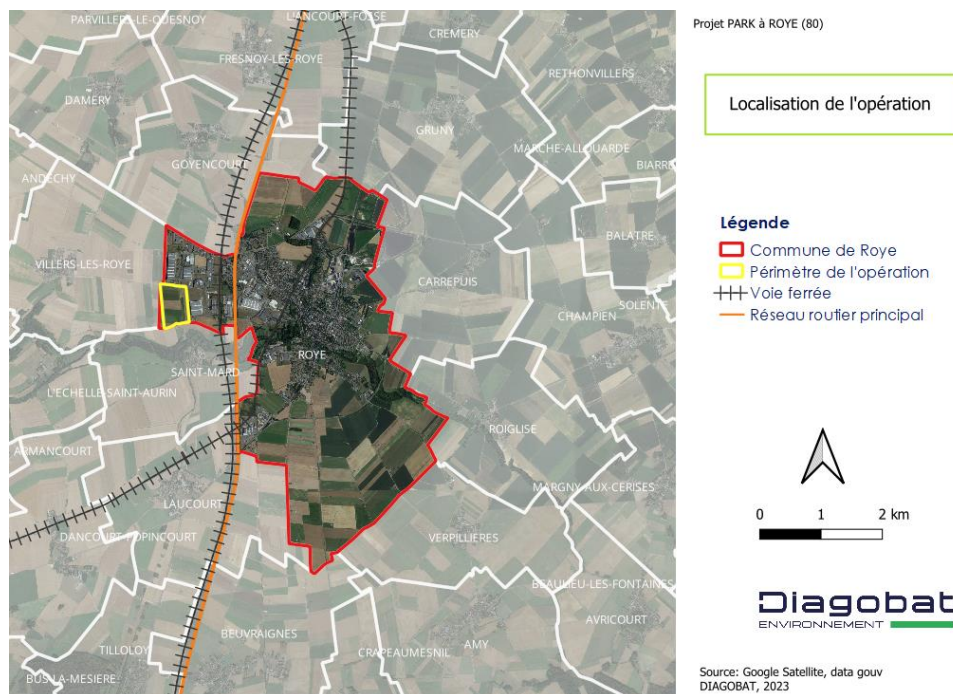 PARVILLERS-LE-QUESNOY
LIANCOURT-FOSSE
CREMERY
FRESNOY-LES-ROYE
RETHONVILLERS
DAMERY
GRUNY
MARCHE-ALLOUARDE
GOYENCOURT
BIARRE
ANDECHY
BALATRE
VILLERS-LES-ROYE
CARREPUIS
SOLENTE
CHAMPIEN
ROYE
SAINT-MARD
L'ECHELLE-SAINT-AURIN
ROIGLISE
ARMANCOURT
MARGNY-AUX-CERISES
LAUCOURT
DANCOURT-POPINCOURT
VERPILLIERES
BEAULIEU-LES-FONTAINES
AVRICOURT
BEUVRAIGNES
AMY
TILLOLOY
CRAPEAUMESNIL
BUS-LA-MESIERE
Projet PARK à ROYE (80)
Localisation de l'opération
Légende
Commune de Roye
Périmètre de l'opération
Voie ferrée
Réseau routier principal
0 1 2 km
Diagobat
ENVIRONNEMENT
Source: Google Satellite, data gouv
DIAGOBAT, 2023